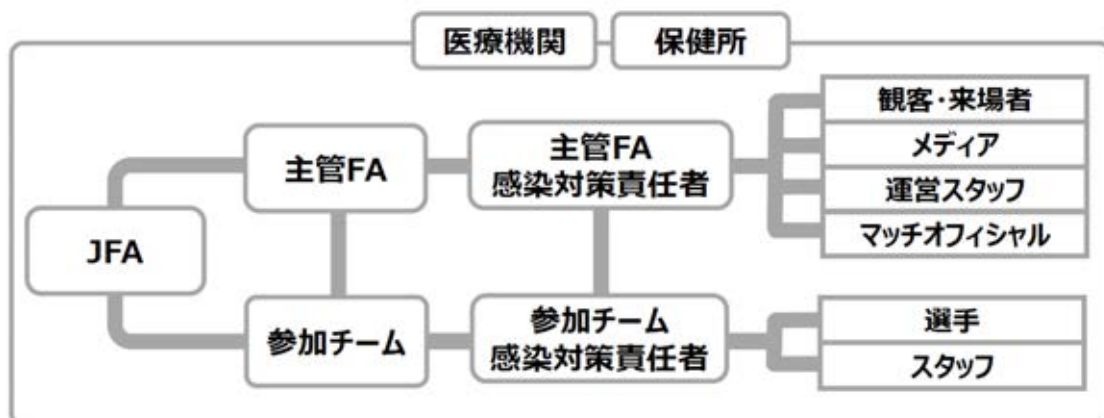 医療機関
保健所
JFA
主管FA
主管FA
感染対策責任者
観客・来場者
メディア
運営スタッフ
マッチオフィシャル
参加チーム
参加チーム
感染対策責任者
選手
スタッフ